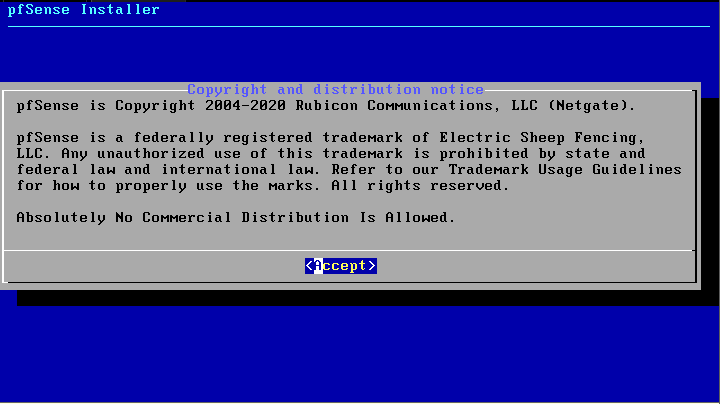 pfSense Installer
Copyright and distribution notice
pfSense is Copyright 2004-2020 Rubicon Communications, LLC (Netgate).
pfSense is a federally registered trademark of Electric Sheep Fencing,
LLC. Any unauthorized use of this trademark is prohibited by state and
federal law and international law. Refer to our Trademark Usage Guidelines
for how to properly use the marks. All rights reserved.
Absolutely No Commercial Distribution Is Allowed.
<Accept>